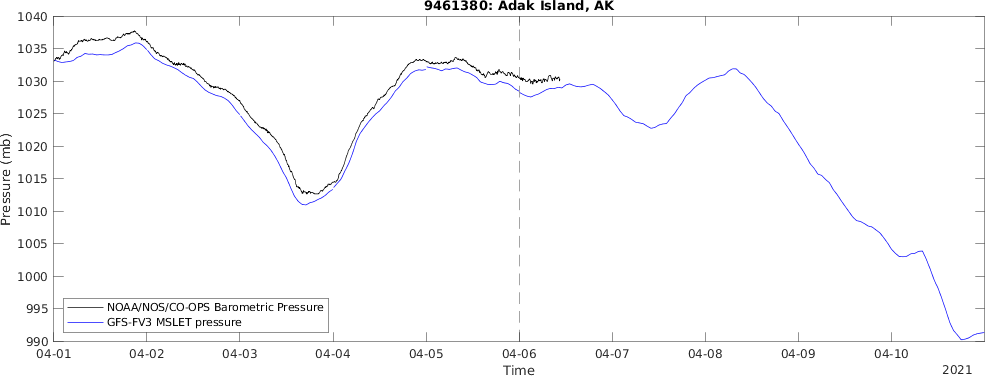 9461380: Adak Island, AK
1040
1035
1030
1025
1020
1015
1010
1005
1000
995
990
Pressure (mb)
NOAA/NOS/CO-OPS Barometric Pressure
GFS-FV3 MSLET pressure
04-01 04-02 04-03 04-04 04-05 04-06 04-07 04-08 04-09 04-10
Time
2021